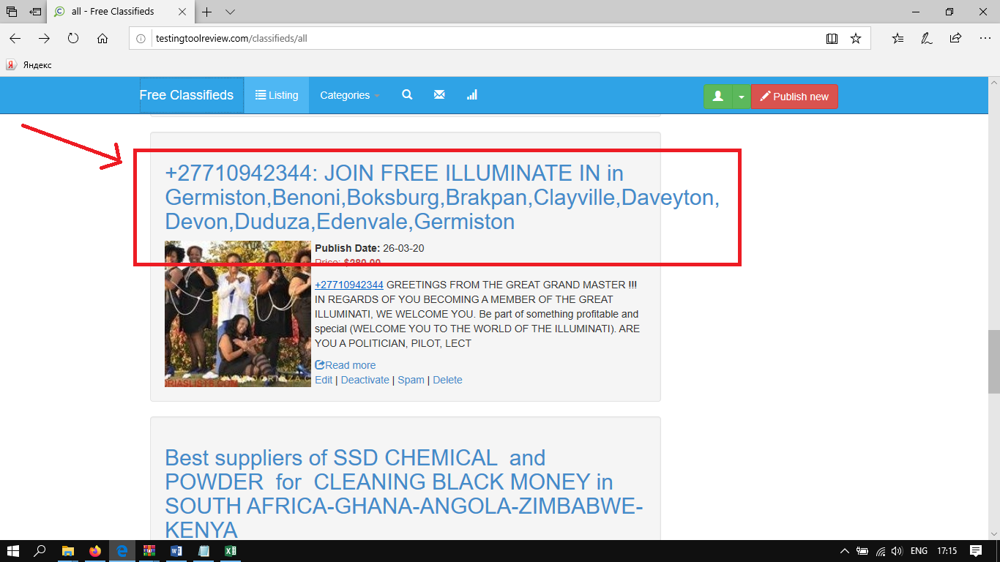 all - Free Classifieds
testingtoolreview.com/classifieds/all
Яндекс
Free Classifieds Listing Categories Publish new
+27710942344: JOIN FREE ILLUMINATE IN in
Germiston,Benoni,Boksburg,Brakpan,Clayville,Daveyton,
Devon,Duduza,Edenvale,Germiston
Publish Date: 26-03-20
Price: $280.00
+27710942344 GREETINGS FROM THE GREAT GRAND MASTER !!!
IN REGARDS OF YOU BECOMING A MEMBER OF THE GREAT
ILLUMINATI, WE WELCOME YOU. Be part of something profitable and
special (WELCOME YOU TO THE WORLD OF THE ILLUMINATI). ARE
YOU A POLITICIAN, PILOT, LECT
Read more
Edit | Deactivate | Spam | Delete
Best suppliers of SSD CHEMICAL  and
POWDER  for  CLEANING BLACK MONEY in
SOUTH AFRICA-GHANA-ANGOLA-ZIMBABWE-
KENYA
ENG 17:15